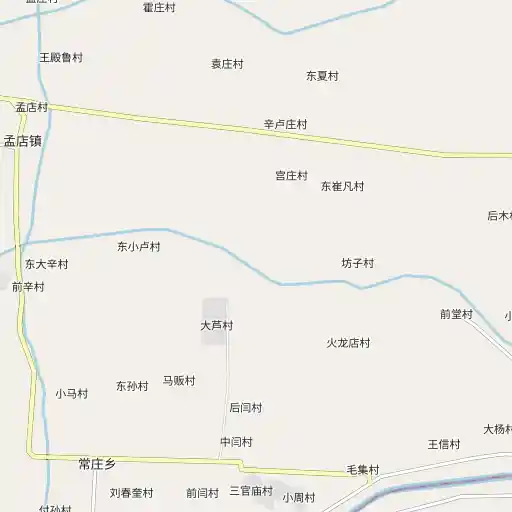 霍庄村
王殿鲁村
袁庄村
东夏村
孟店村
辛卢庄村
孟店镇
宫庄村
东崔凡村
东小卢村
坊子村
东大辛村
前辛村
前堂村
大芦村
火龙店村
马贩村
东孙村
小马村
后闫村
大杨村
中闫村
王信村
常庄乡
毛集村
刘春奎村
前闫村
三官庙村
小周村
付孙村